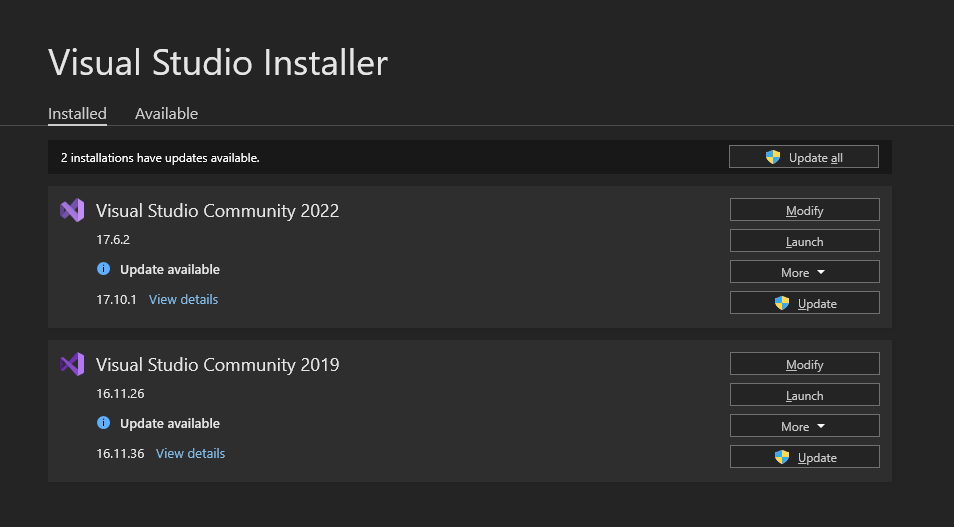 Visual Studio Installer
Installed Available
2 installations have updates available. Update all
Visual Studio Community 2022 Modify
17.6.2 Launch
Update available More
17.10.1 View details Update
Visual Studio Community 2019 Modify
16.11.26 Launch
Update available More
16.11.36 View details Update